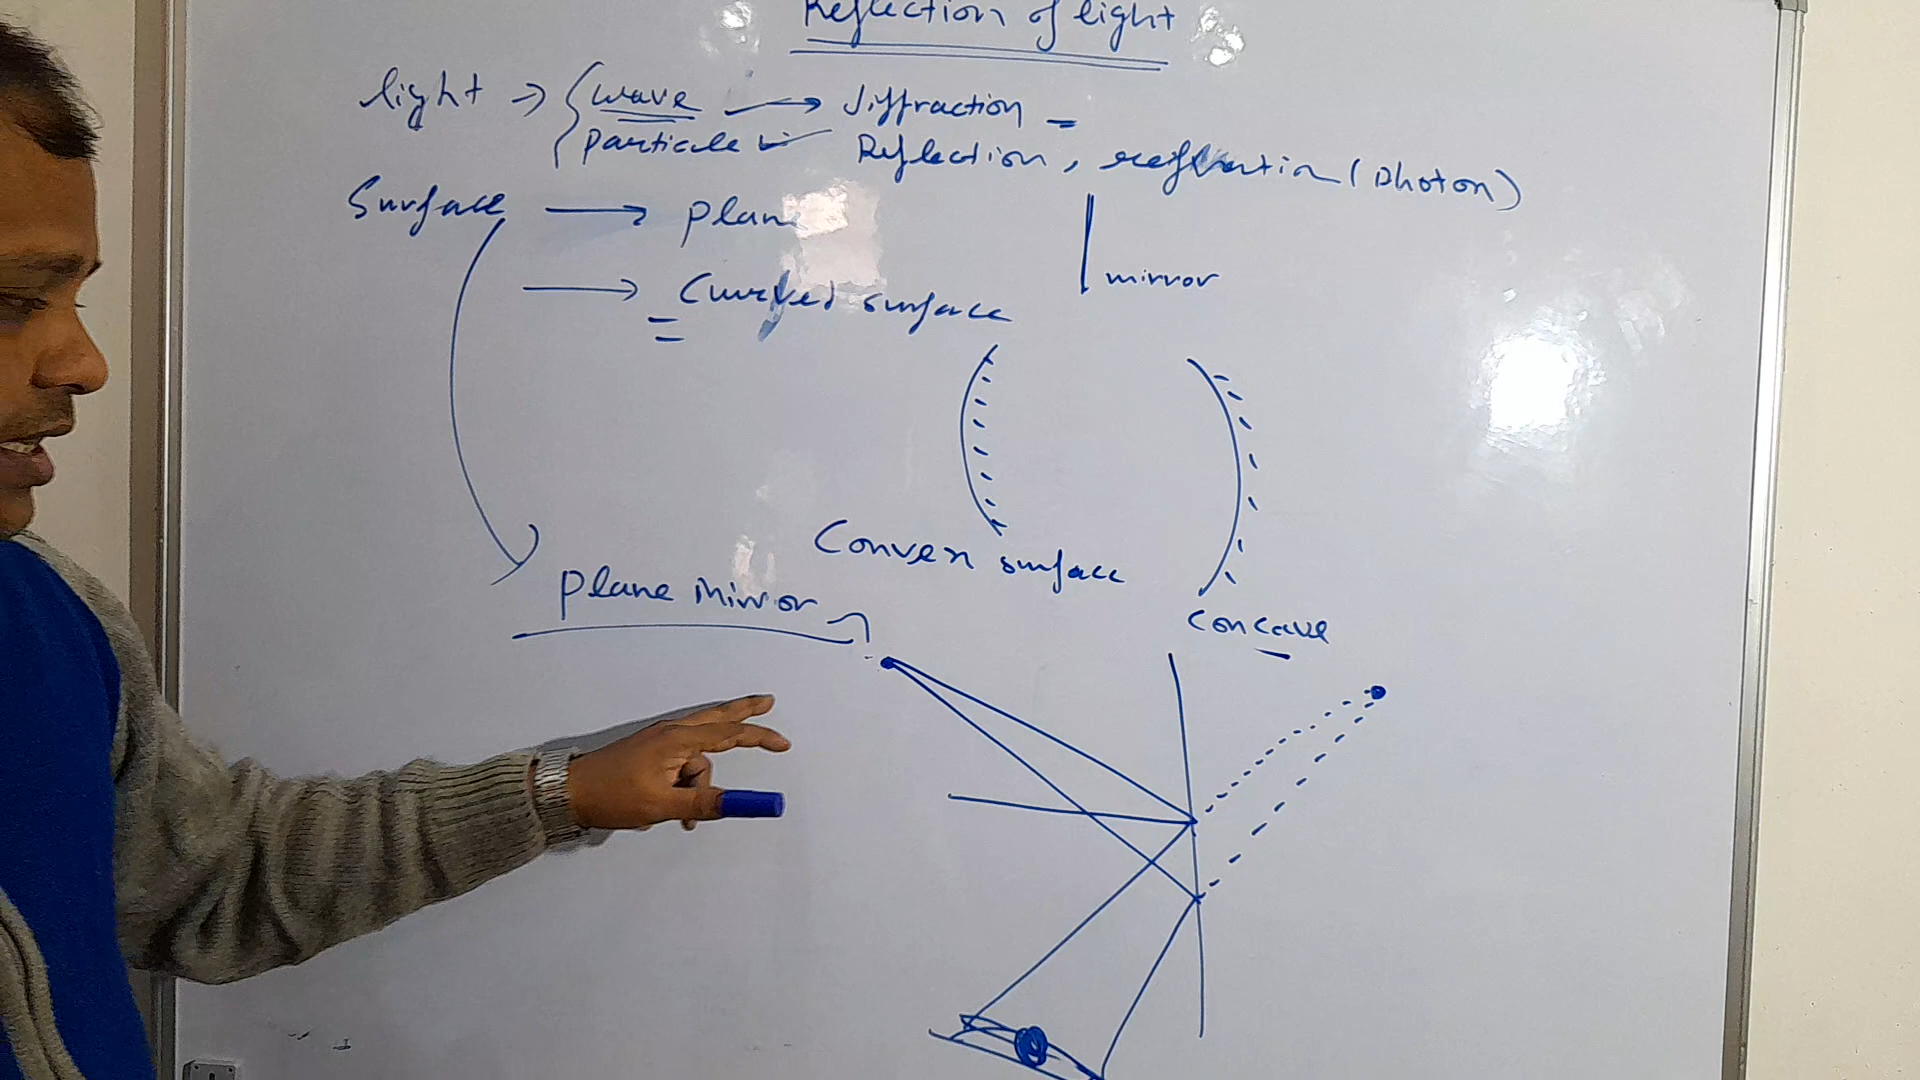 Reflection of light
light → { wave → diffraction
particle Reflection, refraction (Photon)
Surface → plane
mirror
→ Curved surface
Convex surface
Plane Mirror
Concave